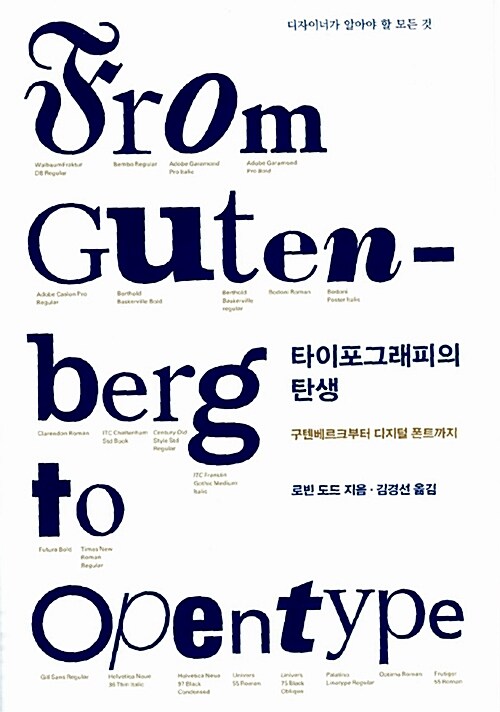 디자이너가 알아야 할 모든 것
From
Walbaum Fraktur
DB Regular
Bembo Regular
Adobe Garamond
Pro Italic
Adobe Garamond
Pro Bold
Guten-
Adobe Caslon Pro
Regular
Berthold
Baskerville Bold
Berthold
Baskerville
regular
Bodoni Roman
Bodoni
Poster Italic
타이포그래피의
탄생
berg
구텐베르크부터 디지털 폰트까지
Clarendon Roman
ITC Cheltenham
Std Buck
Century Old
Style Std
Regular
ITC Franklin
Gothic Medium
Italic
로빈 도드 지음·김경선 옮김
to
Futura Bold
Times New
Roman
Regular
Opentype
Gill Sans Regular
Helvetica Neue
36 Thin Italic
Helvetica Neue
97 Black
Condensed
Univers
55 Roman
Univers
75 Black
Oblique
Palatino
Linotype Regular
Roman
Frutiger
55 Roman